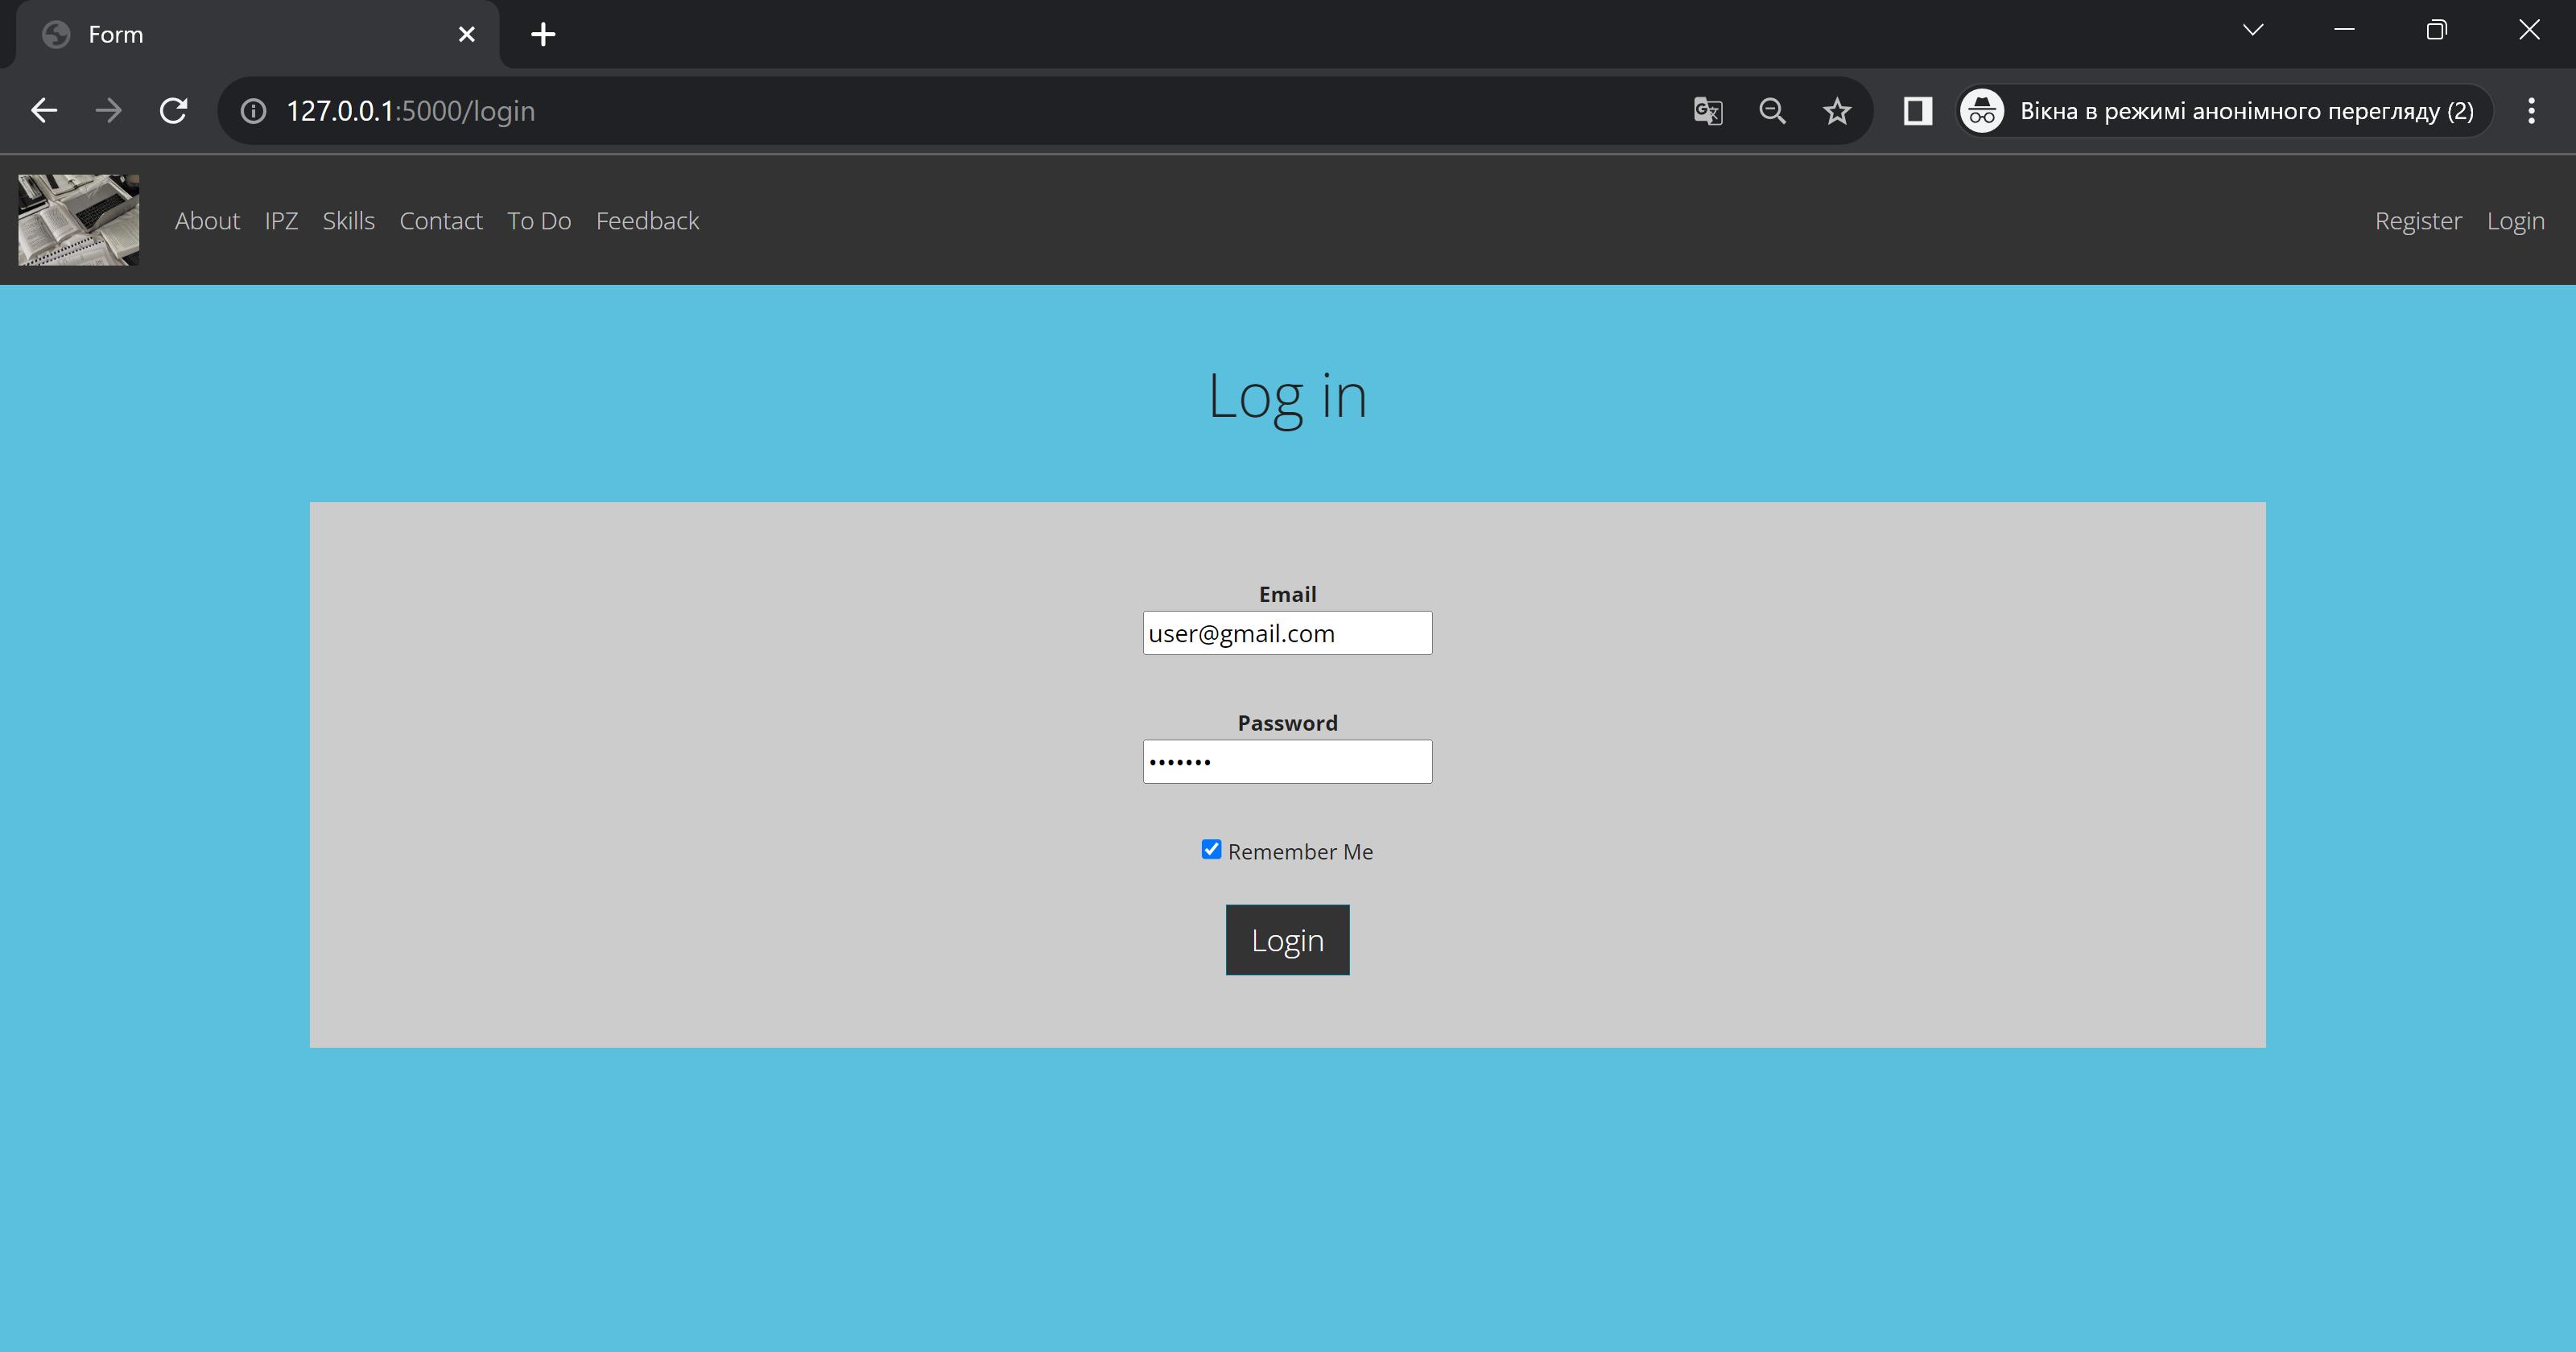 Form
127.0.0.1:5000/login
Вікна в режимі анонімного перегляду (2)
About IPZ Skills Contact To Do Feedback Register Login
Log in
Email
user@gmail.com
Password
•••••••
Remember Me
Login